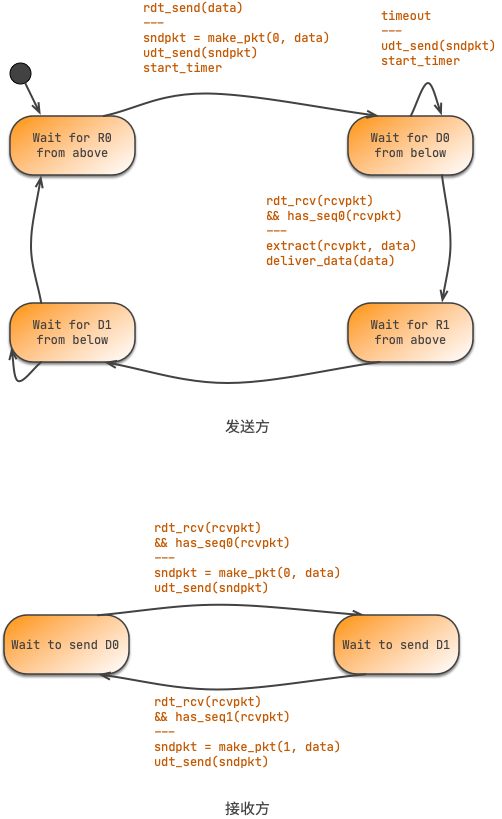 rdt_send(data)
---
sndpkt = make_pkt(0, data)
udt_send(sndpkt)
start_timer
timeout
---
udt_send(sndpkt)
start_timer
Wait for R0
from above
Wait for D0
from below
rdt_rcv(rcvpkt)
&& has_seq0(rcvpkt)
---
extract(rcvpkt, data)
deliver_data(data)
Wait for D1
from below
Wait for R1
from above
发送方
rdt_rcv(rcvpkt)
&& has_seq0(rcvpkt)
---
sndpkt = make_pkt(0, data)
udt_send(sndpkt)
Wait to send D0
Wait to send D1
rdt_rcv(rcvpkt)
&& has_seq1(rcvpkt)
---
sndpkt = make_pkt(1, data)
udt_send(sndpkt)
接收方